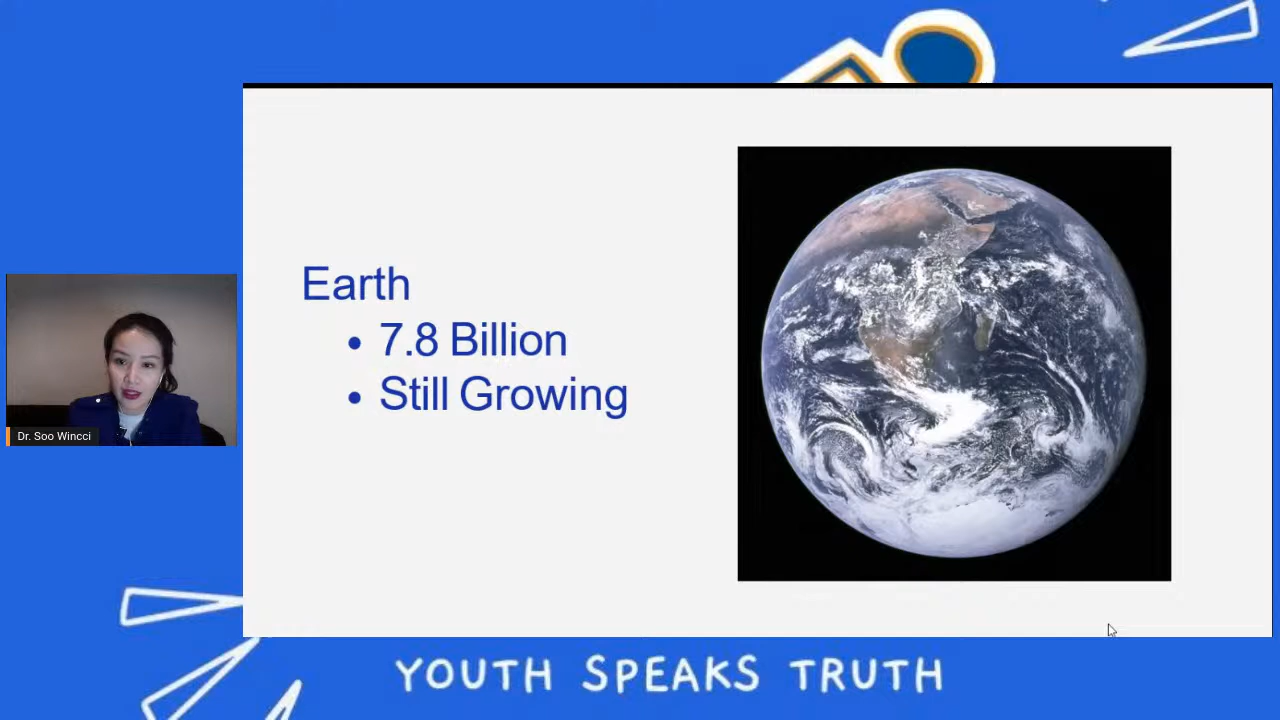 Earth
• 7.8 Billion
• Still Growing
Dr. Soo Wincci
YOUTH SPEAKS TRUTH